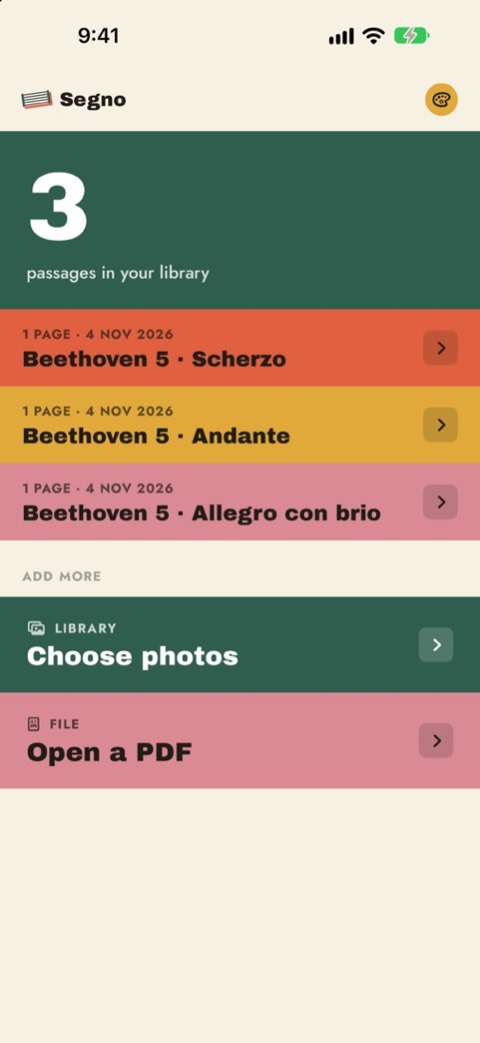 9:41
Segno
3
passages in your library
1 PAGE · 4 NOV 2026
Beethoven 5 · Scherzo
1 PAGE · 4 NOV 2026
Beethoven 5 · Andante
1 PAGE · 4 NOV 2026
Beethoven 5 · Allegro con brio
ADD MORE
LIBRARY
Choose photos
FILE
Open a PDF